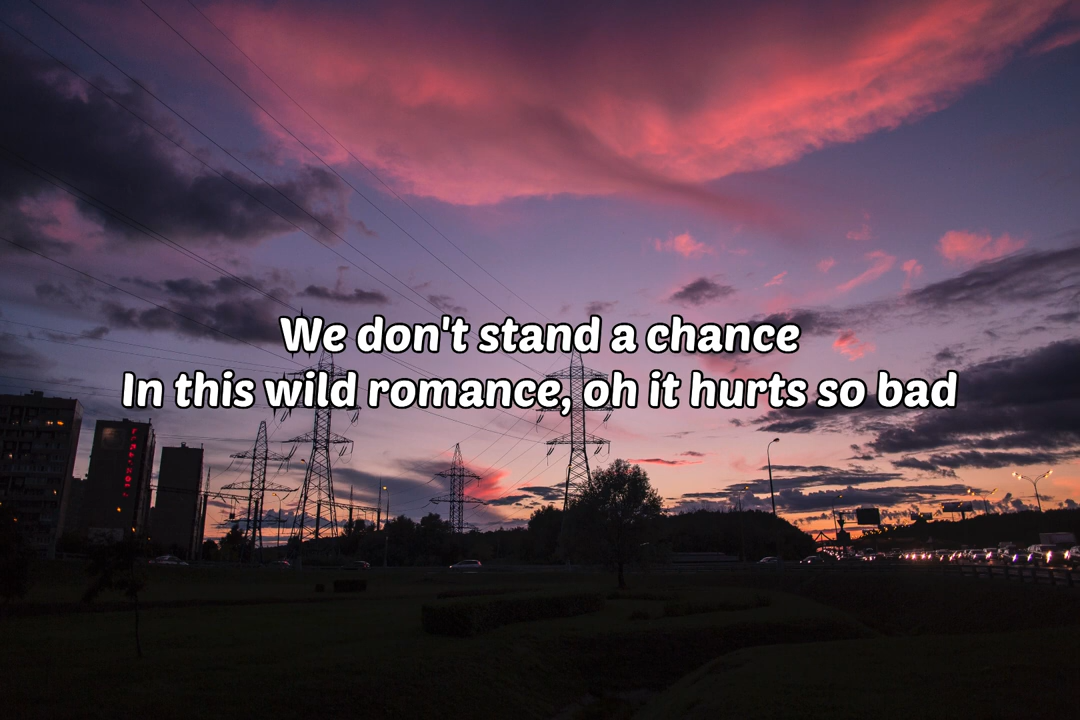 We don't stand a chance
In this wild romance, oh it hurts so bad